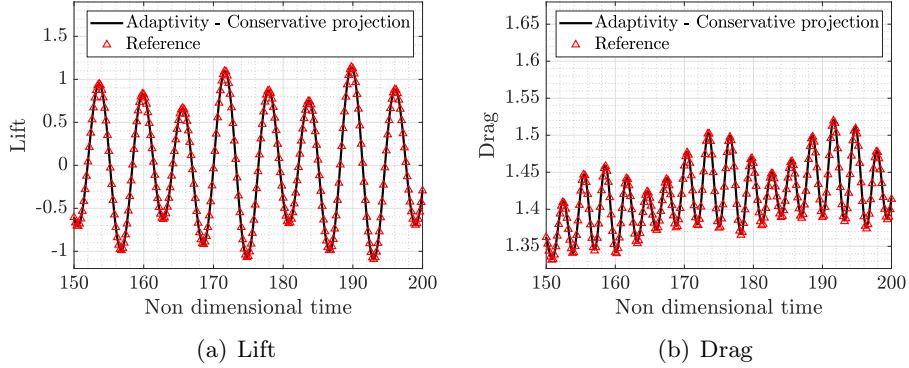 Adaptivity - Conservative projection
Reference
1.5
1
0.5
0
-0.5
-1
Lift
150 160 170 180 190 200
Non dimensional time
(a) Lift
Adaptivity - Conservative projection
Reference
1.65
1.6
1.55
1.5
1.45
1.4
1.35
Drag
150 160 170 180 190 200
Non dimensional time
(b) Drag